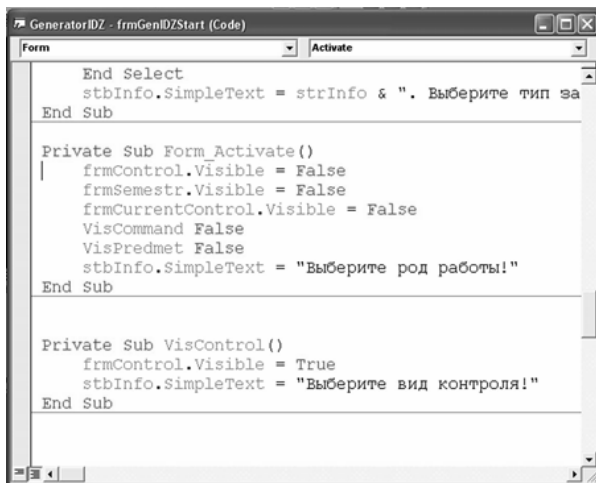 GeneratorIDZ - frmGenIDZStart (Code)
Form Activate
End Select
stbInfo.SimpleText = strInfo & ". Выберите тип за
End Sub
Private Sub Form_Activate()
frmControl.Visible = False
frmSemestr.Visible = False
frmCurrentControl.Visible = False
VisCommand False
VisPredmet False
stbInfo.SimpleText = "Выберите род работы!"
End Sub
Private Sub VisControl()
frmControl.Visible = True
stbInfo.SimpleText = "Выберите вид контроля!"
End Sub